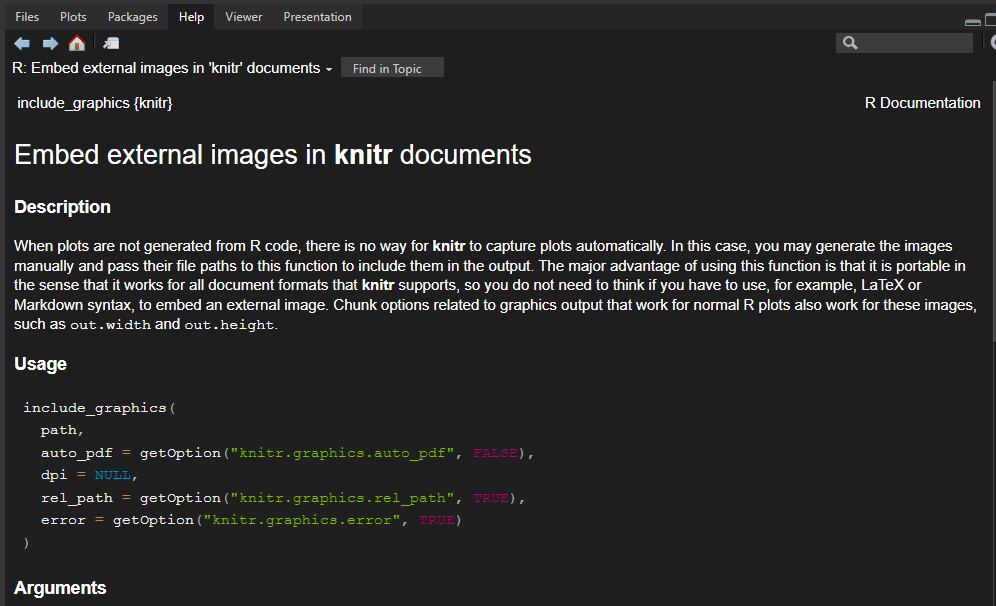 Files Plots Packages Help Viewer Presentation
R: Embed external images in 'knitr' documents Find in Topic
include_graphics {knitr} R Documentation
Embed external images in knitr documents
Description
When plots are not generated from R code, there is no way for knitr to capture plots automatically. In this case, you may generate the images
manually and pass their file paths to this function to include them in the output. The major advantage of using this function is that it is portable in
the sense that it works for all document formats that knitr supports, so you do not need to think if you have to use, for example, LaTeX or
Markdown syntax, to embed an external image. Chunk options related to graphics output that work for normal R plots also work for these images,
such as out.width and out.height.
Usage
include_graphics(
  path,
  auto_pdf = getOption("knitr.graphics.auto_pdf", FALSE),
  dpi = NULL,
  rel_path = getOption("knitr.graphics.rel_path", TRUE),
  error = getOption("knitr.graphics.error", TRUE)
)
Arguments